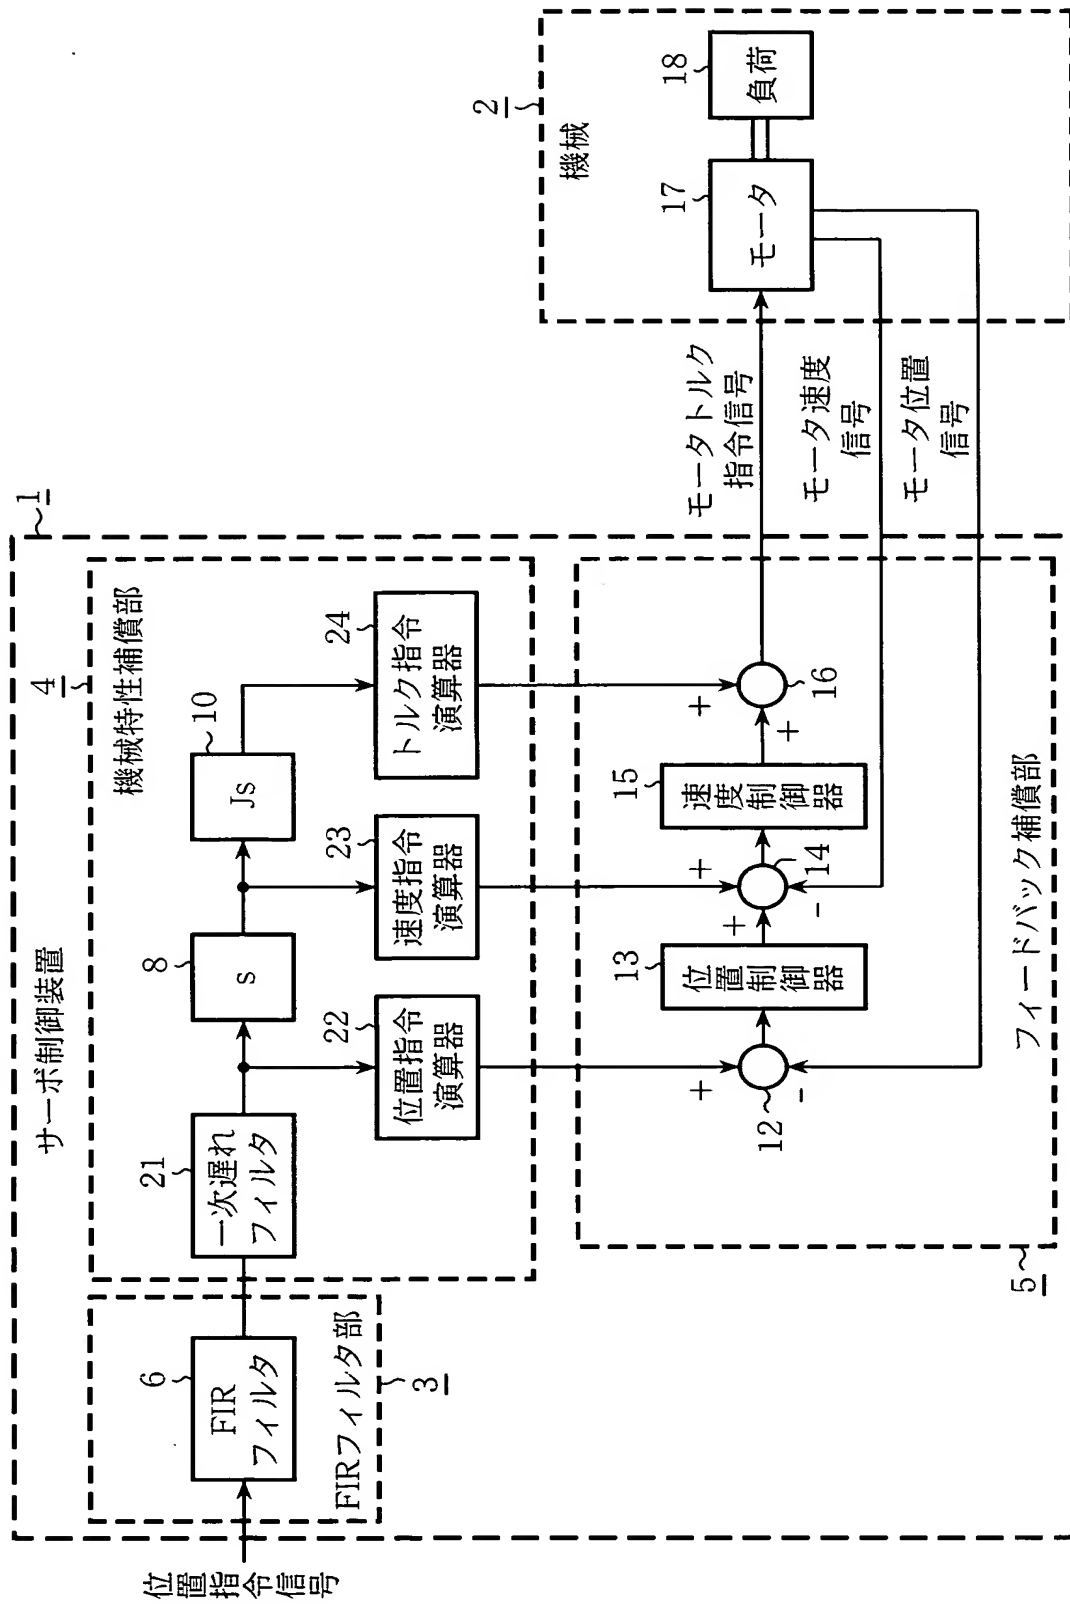 位置指令信号
サーボ制御装置
1
FIRフィルタ部
3
6
FIR
フィルタ
4
機械特性補償部
21
一次遅れ
フィルタ
8
s
10
Js
22
位置指令
演算器
23
速度指令
演算器
24
トルク指令
演算器
5
フィードバック補償部
12
+
-
13
位置制御器
14
+
+
-
15
速度制御器
16
+
+
モータトルク
指令信号
モータ速度
信号
モータ位置
信号
2
機械
17
モータ
18
負荷